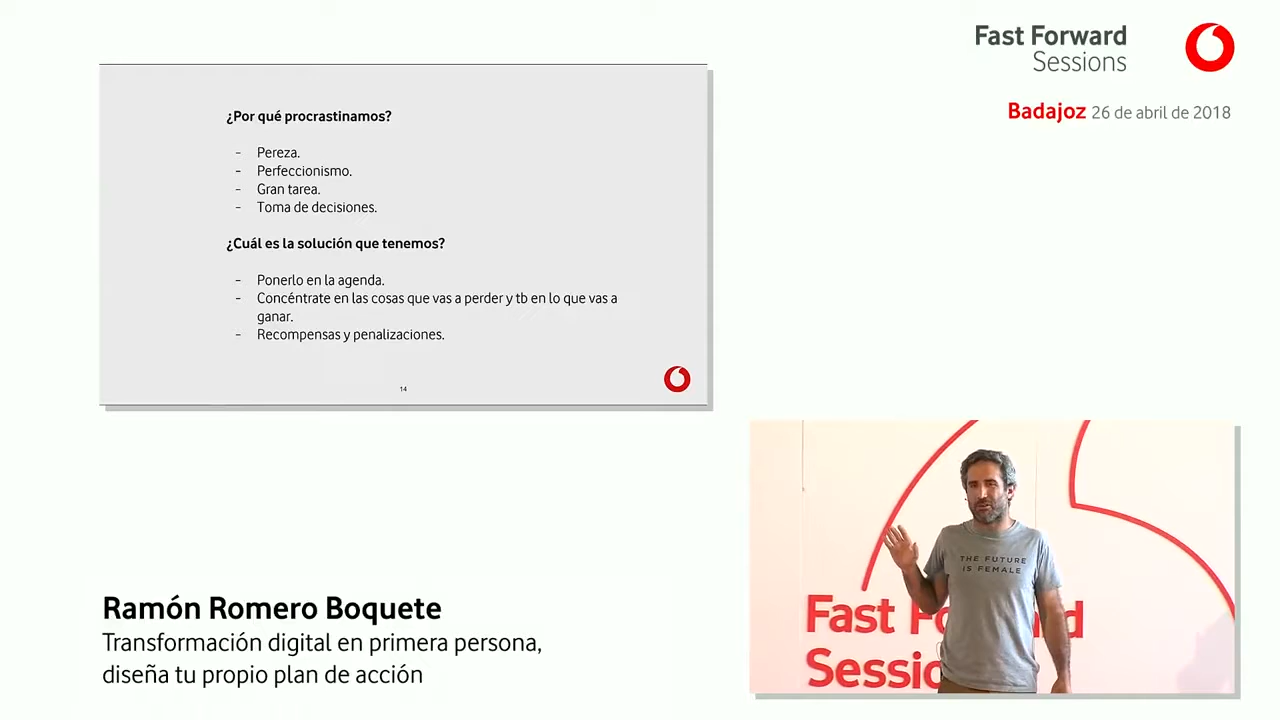 Fast Forward
Sessions
Badajoz 26 de abril de 2018
¿Por qué procrastinamos?
- Pereza.
- Perfeccionismo.
- Gran tarea.
- Toma de decisiones.
¿Cuál es la solución que tenemos?
- Ponerlo en la agenda.
- Concéntrate en las cosas que vas a perder y tb en lo que vas a
ganar.
- Recompensas y penalizaciones.
14
THE FUTURE
IS FEMALE
Ramón Romero Boquete
Transformación digital en primera persona,
diseña tu propio plan de acción